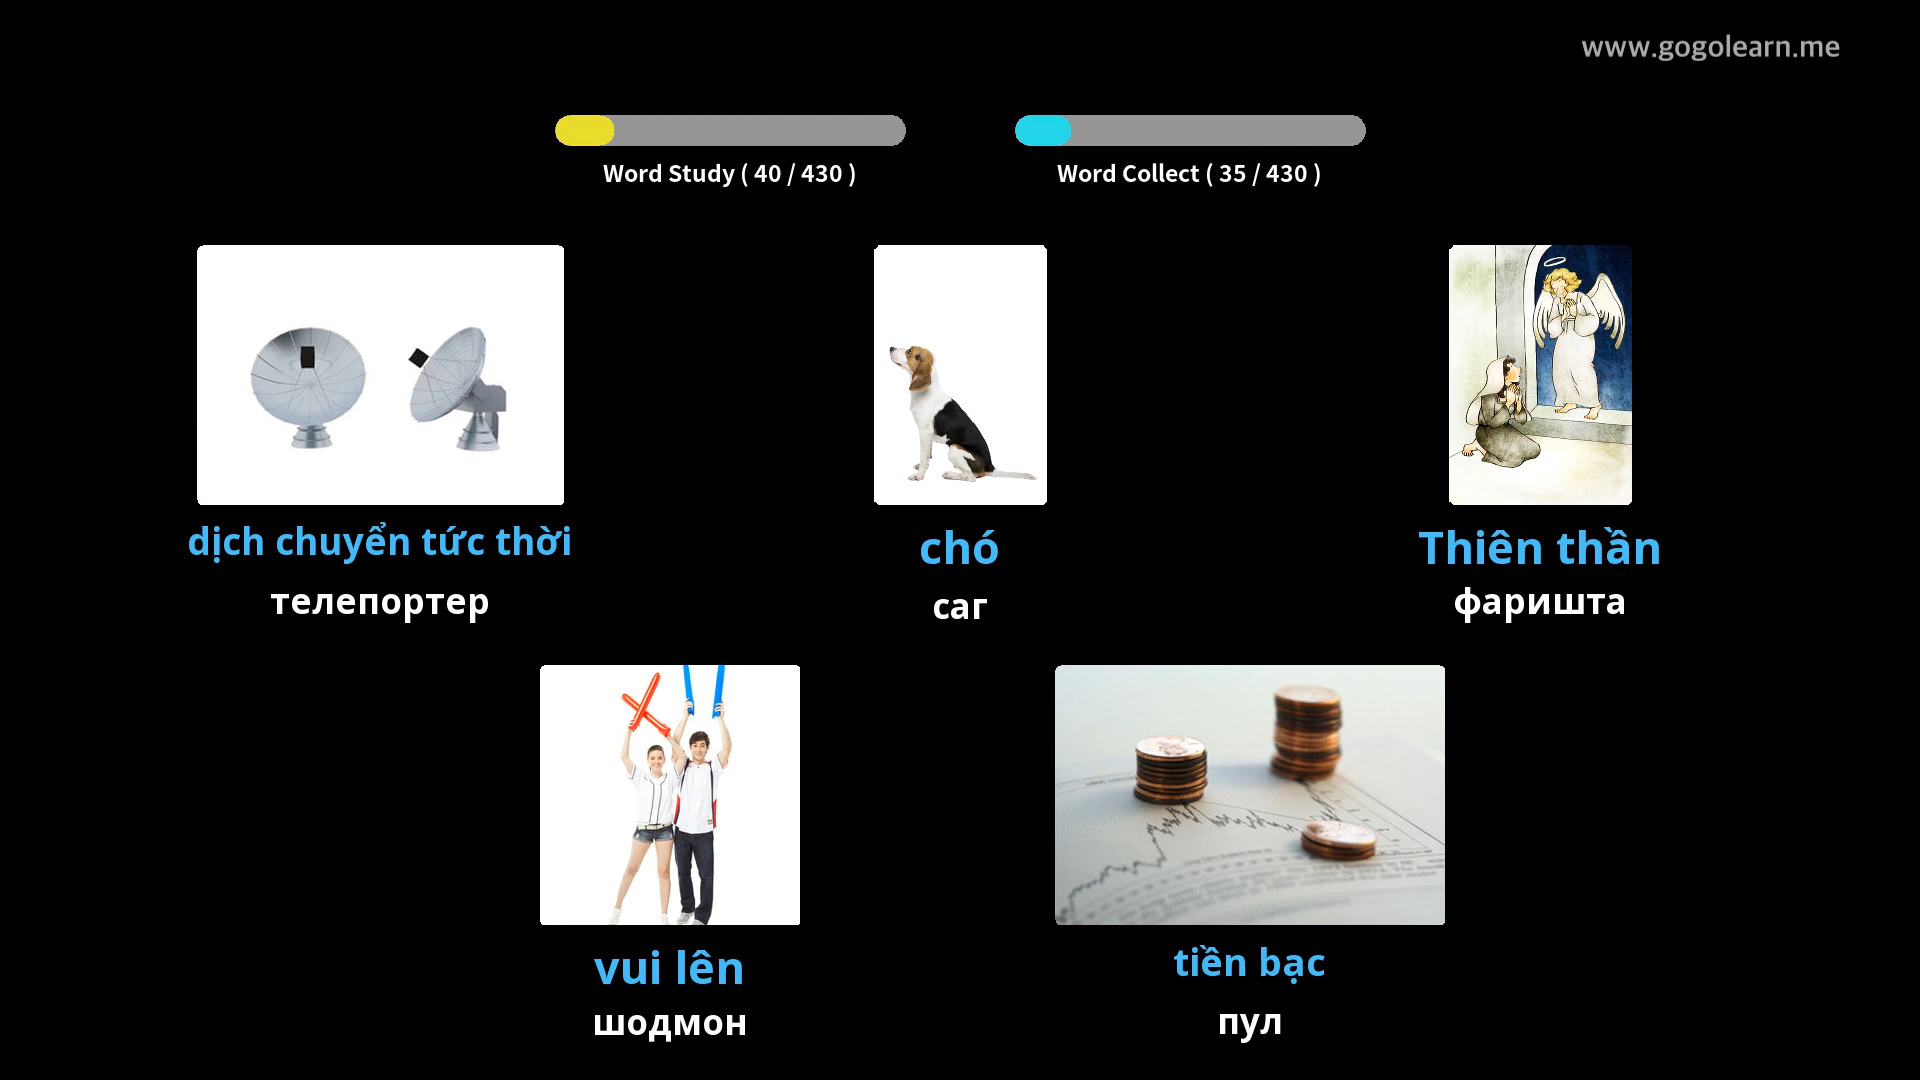 www.gogolearn.me
Word Study ( 40 / 430 )
Word Collect ( 35 / 430 )
dịch chuyển tức thời
телепортер
chó
саг
Thiên thần
фаришта
vui lên
шодмон
tiền bạc
пул